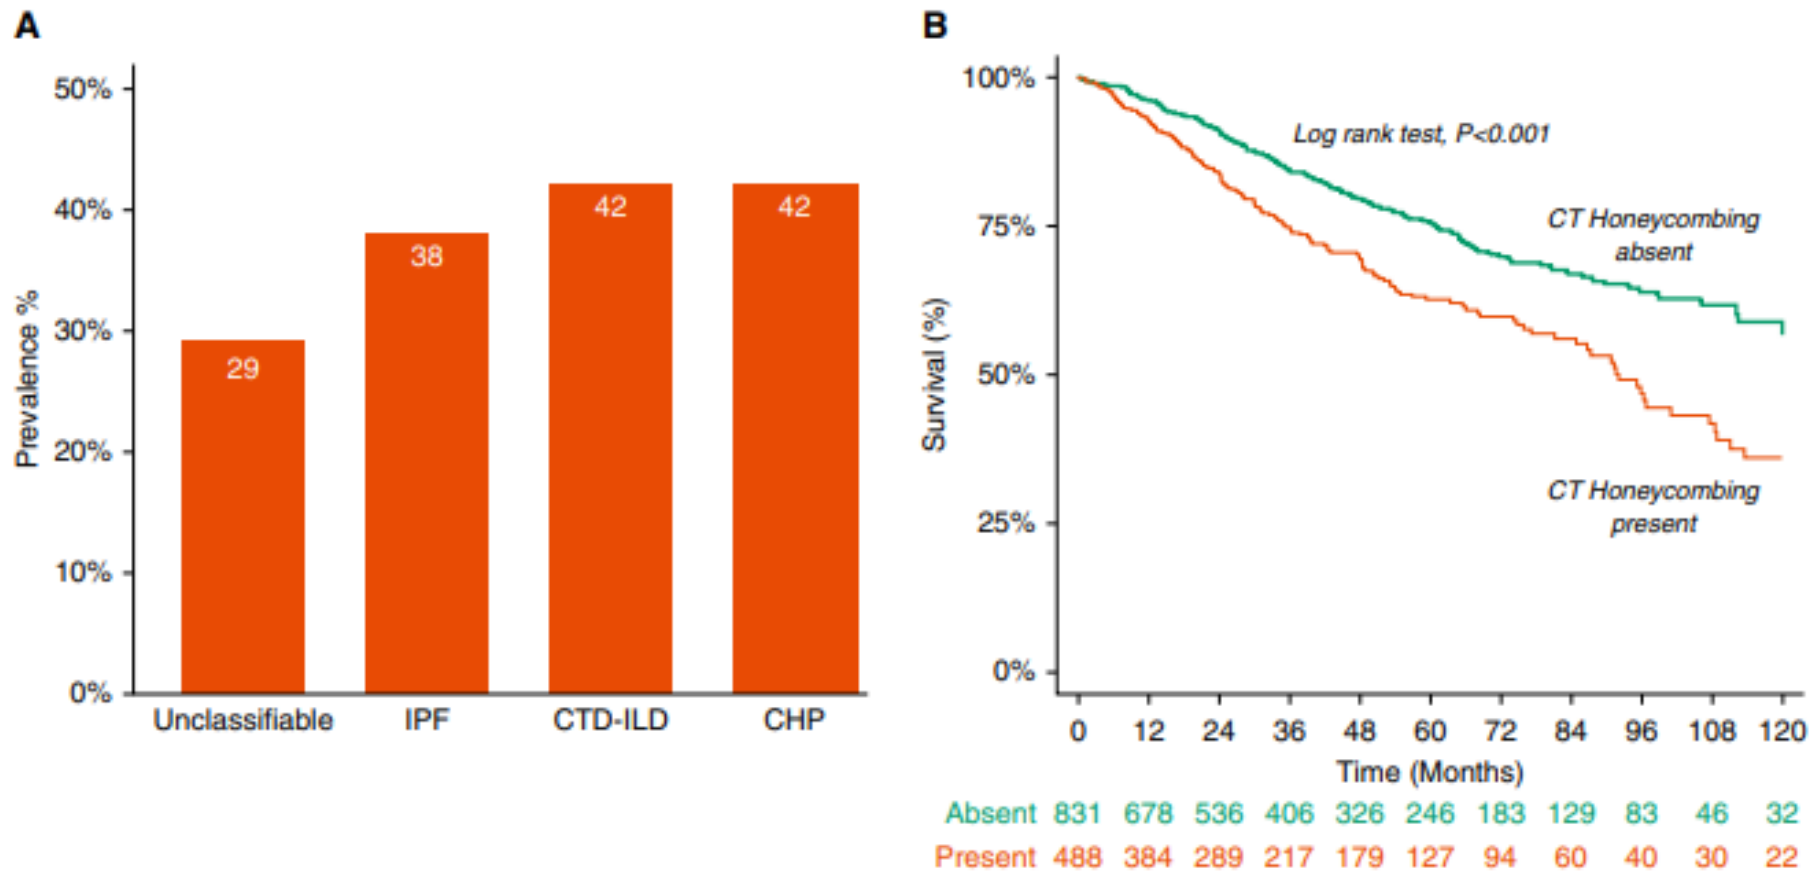 A
Prevalence %
50%
40%
30%
20%
10%
0%
29
38
42
42
Unclassifiable IPF CTD-ILD CHP
B
Survival (%)
100%
75%
50%
25%
0%
Log rank test, P<0.001
CT Honeycombing
absent
CT Honeycombing
present
0 12 24 36 48 60 72 84 96 108 120
Time (Months)
Absent 831 678 536 406 326 246 183 129 83 46 32
Present 488 384 289 217 179 127 94 60 40 30 22